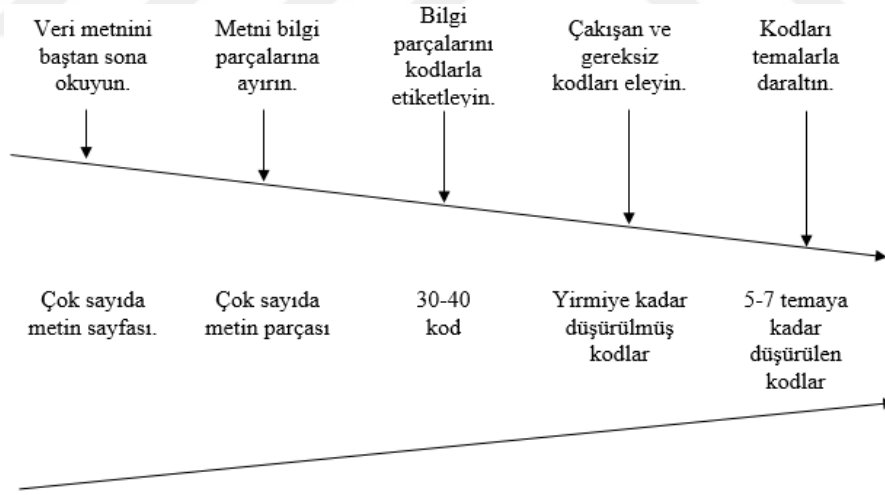 Veri metnini
baştan sona
okuyun.
Metni bilgi
parçalarına
ayırın.
Bilgi
parçalarını
kodlarla
etiketleyin.
Çakışan ve
gereksiz
kodları eleyin.
Kodları
temalarla
daraltın.
Çok sayıda
metin sayfası.
Çok sayıda
metin parçası
30-40
kod
Yirmiye kadar
düşürülmüş
kodlar
5-7 temaya
kadar
düşürülen
kodlar